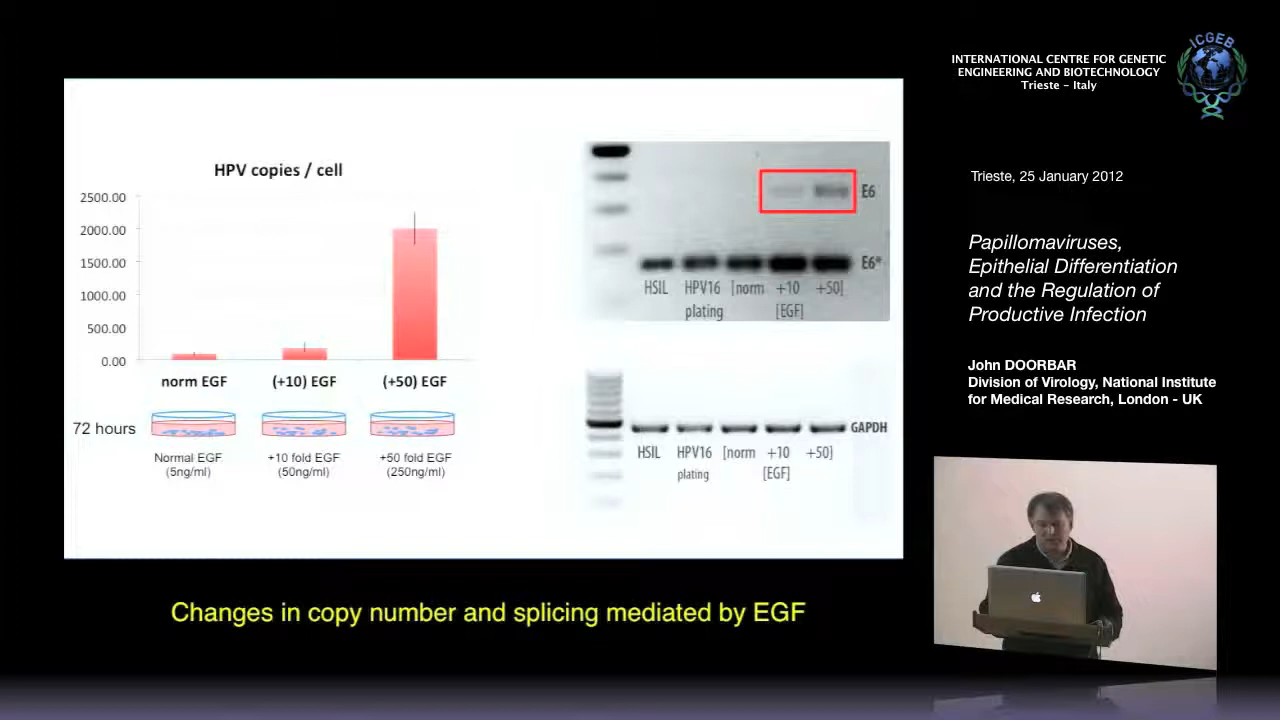 HPV copies / cell
2500.00
2000.00
1500.00
1000.00
500.00
0.00
norm EGF (+10) EGF (+50) EGF
72 hours
Normal EGF (5ng/ml)
+10 fold EGF (50ng/ml)
+50 fold EGF (250ng/ml)
E6
E6*
HSIL HPV16 plating [norm +10 +50]
[EGF]
GAPDH
HSIL HPV16 plating [norm +10 +50]
[EGF]
Changes in copy number and splicing mediated by EGF
INTERNATIONAL CENTRE FOR GENETIC
ENGINEERING AND BIOTECHNOLOGY
Trieste - Italy
ICGEB
Trieste, 25 January 2012
Papillomaviruses,
Epithelial Differentiation
and the Regulation of
Productive Infection
John DOORBAR
Division of Virology, National Institute
for Medical Research, London - UK